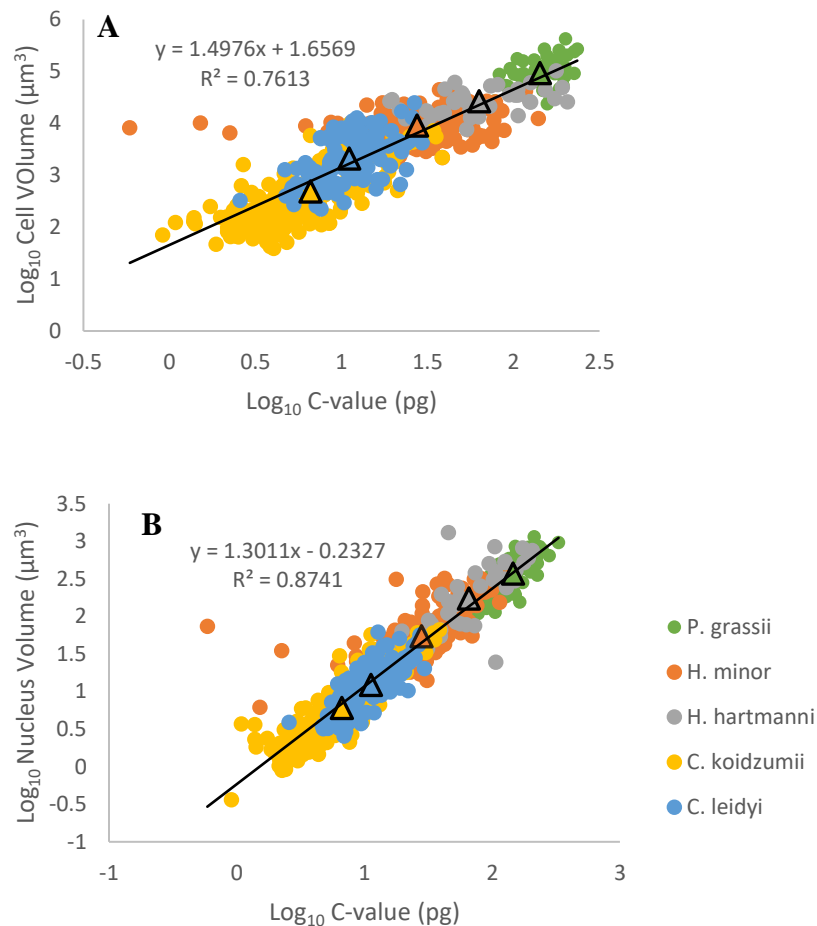 A
y = 1.4976x + 1.6569
R² = 0.7613
Log₁₀ Cell VOlume (µm³)
6
5
4
3
2
1
0
-0.5 0 0.5 1 1.5 2 2.5
Log₁₀ C-value (pg)
B
y = 1.3011x - 0.2327
R² = 0.8741
Log₁₀ Nucleus Volume (µm³)
3.5
3
2.5
2
1.5
1
0.5
0
-0.5
-1
-1 0 1 2 3
Log₁₀ C-value (pg)
P. grassii
H. minor
H. hartmanni
C. koidzumii
C. leidyi